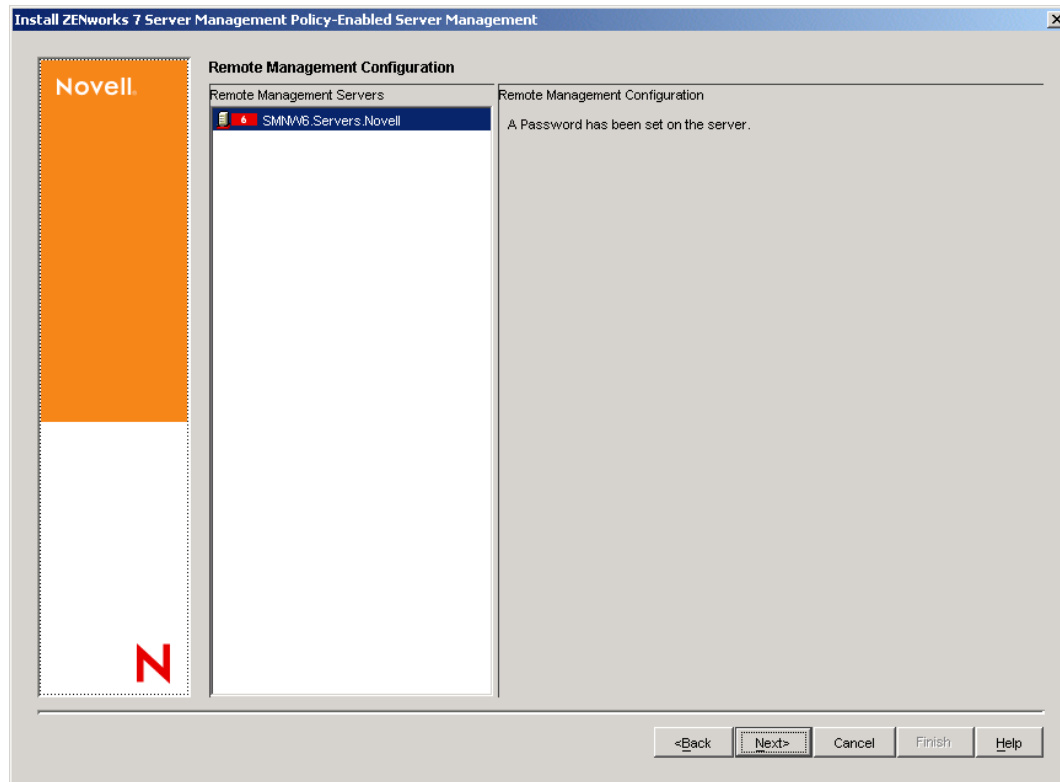 Install ZENworks 7 Server Management Policy-Enabled Server Management
Novell.
Remote Management Configuration
Remote Management Servers
6 SMNW6.Servers.Novell
Remote Management Configuration
A Password has been set on the server.
N
<Back Next> Cancel Finish Help